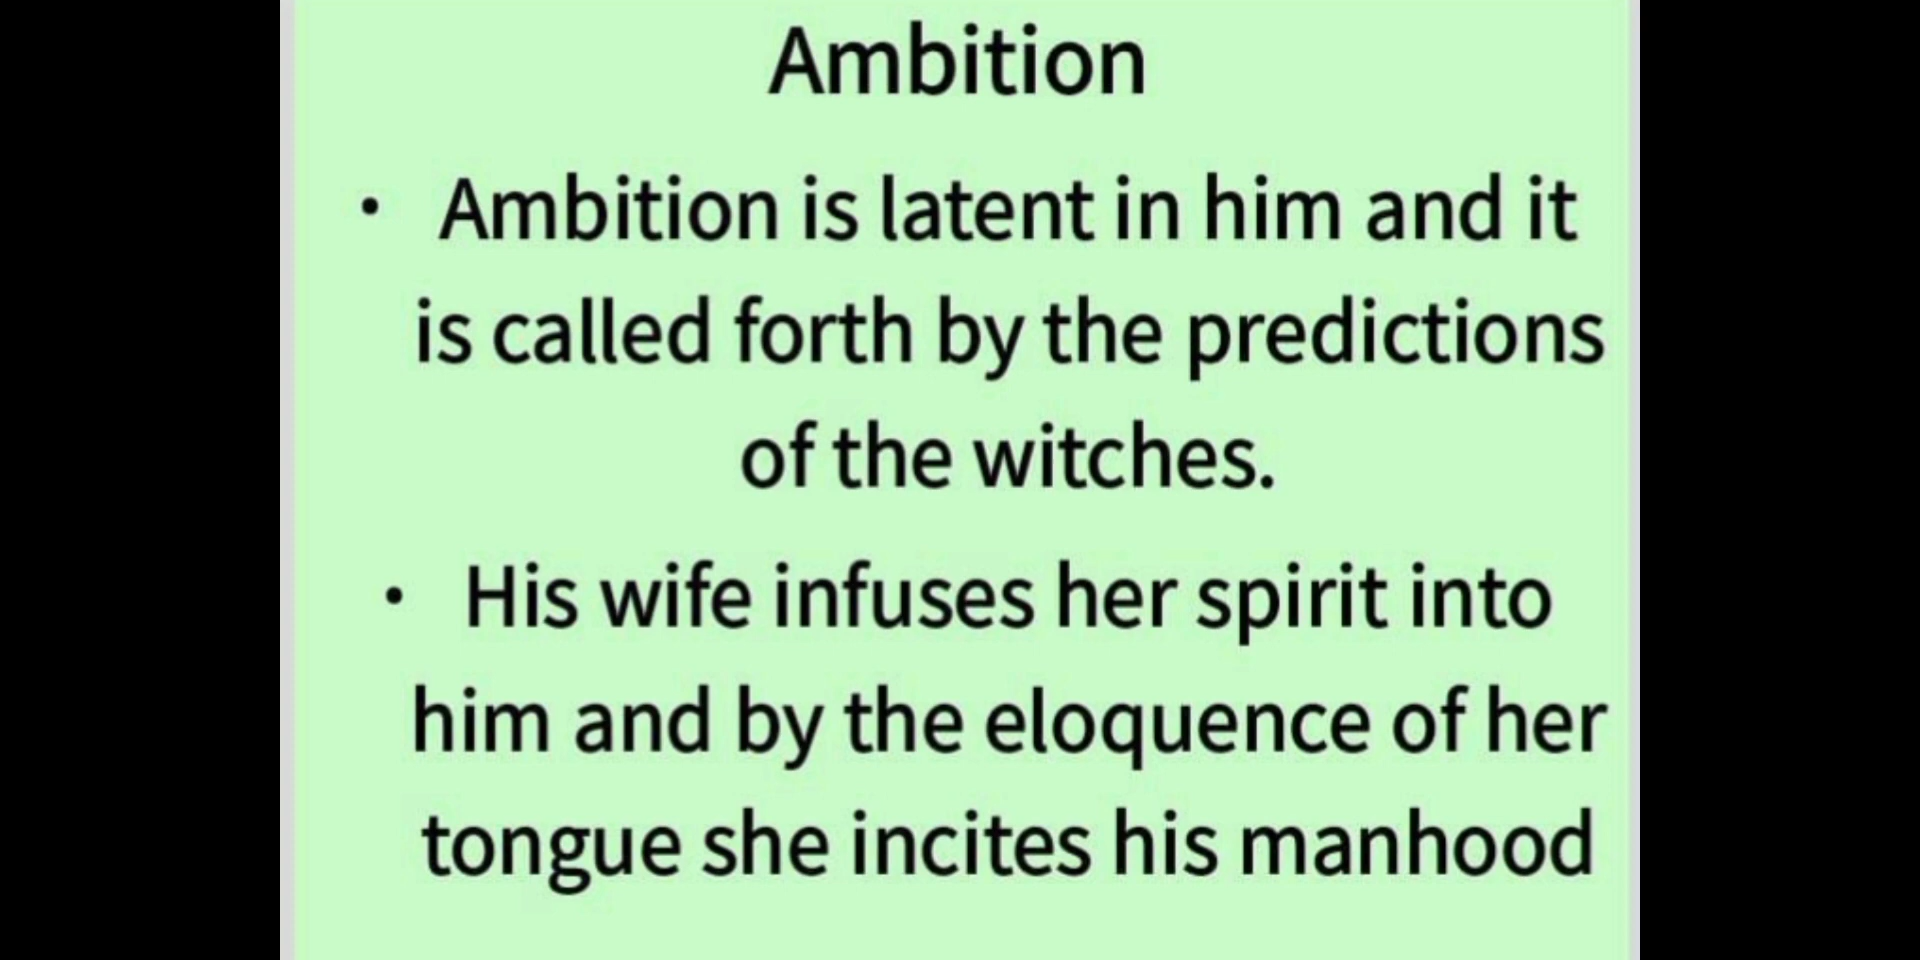 Ambition
• Ambition is latent in him and it
is called forth by the predictions
of the witches.
• His wife infuses her spirit into
him and by the eloquence of her
tongue she incites his manhood